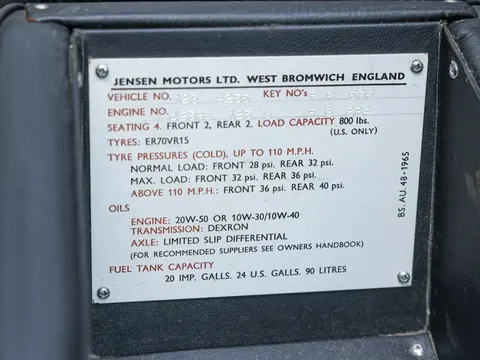 JENSEN MOTORS LTD. WEST BROMWICH ENGLAND
VEHICLE NO. KEY NO's
ENGINE NO.
SEATING 4. FRONT 2, REAR 2. LOAD CAPACITY 800 lbs.
(U.S. ONLY)
TYRES: ER70VR15
TYRE PRESSURES (COLD), UP TO 110 M.P.H.
NORMAL LOAD: FRONT 28 psi. REAR 32 psi.
MAX. LOAD: FRONT 32 psi. REAR 36 psi.
ABOVE 110 M.P.H.: FRONT 36 psi. REAR 40 psi.
OILS
ENGINE: 20W-50 OR 10W-30/10W-40
TRANSMISSION: DEXRON
AXLE: LIMITED SLIP DIFFERENTIAL
(FOR RECOMMENDED SUPPLIERS SEE OWNERS HANDBOOK)
FUEL TANK CAPACITY
20 IMP. GALLS. 24 U.S. GALLS. 90 LITRES
BS. AU. 48-1965